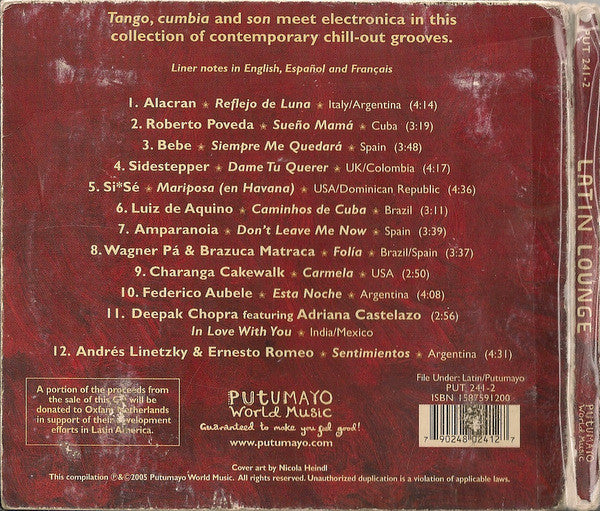 Tango, cumbia and son meet electronica in this
collection of contemporary chill-out grooves.
Liner notes in English, Español and Français
1. Alacran ★ Reflejo de Luna ★ Italy/Argentina (4:14)
2. Roberto Poveda ★ Sueño Mamá ★ Cuba (3:19)
3. Bebe ★ Siempre Me Quedará ★ Spain (3:48)
4. Sidestepper ★ Dame Tu Querer ★ UK/Colombia (4:17)
5. Si*Sé ★ Mariposa (en Havana) ★ USA/Dominican Republic (4:36)
6. Luiz de Aquino ★ Caminhos de Cuba ★ Brazil (3:11)
7. Amparanoia ★ Don't Leave Me Now ★ Spain (3:39)
8. Wagner Pá & Brazuca Matraca ★ Folía ★ Brazil/Spain (3:37)
9. Charanga Cakewalk ★ Carmela ★ USA (2:50)
10. Federico Aubele ★ Esta Noche ★ Argentina (4:08)
11. Deepak Chopra featuring Adriana Castelazo (2:56)
In Love With You ★ India/Mexico
12. Andrés Linetzky & Ernesto Romeo ★ Sentimientos ★ Argentina (4:31)
A portion of the proceeds from
the sale of this CD will be
donated to Oxfam Netherlands
in support of their development
efforts in Latin America.
PUTUMAYO
World Music
Guaranteed to make you feel good!
www.putumayo.com
File Under: Latin/Putumayo
PUT 241-2
ISBN 1587591200
7 90248 02412 7
Cover art by Nicola Heindl
This compilation ℗&©2005 Putumayo World Music. All rights reserved. Unauthorized duplication is a violation of applicable laws.
PUT 241-2
LATIN LOUNGE
PUTUMAYO
World Music